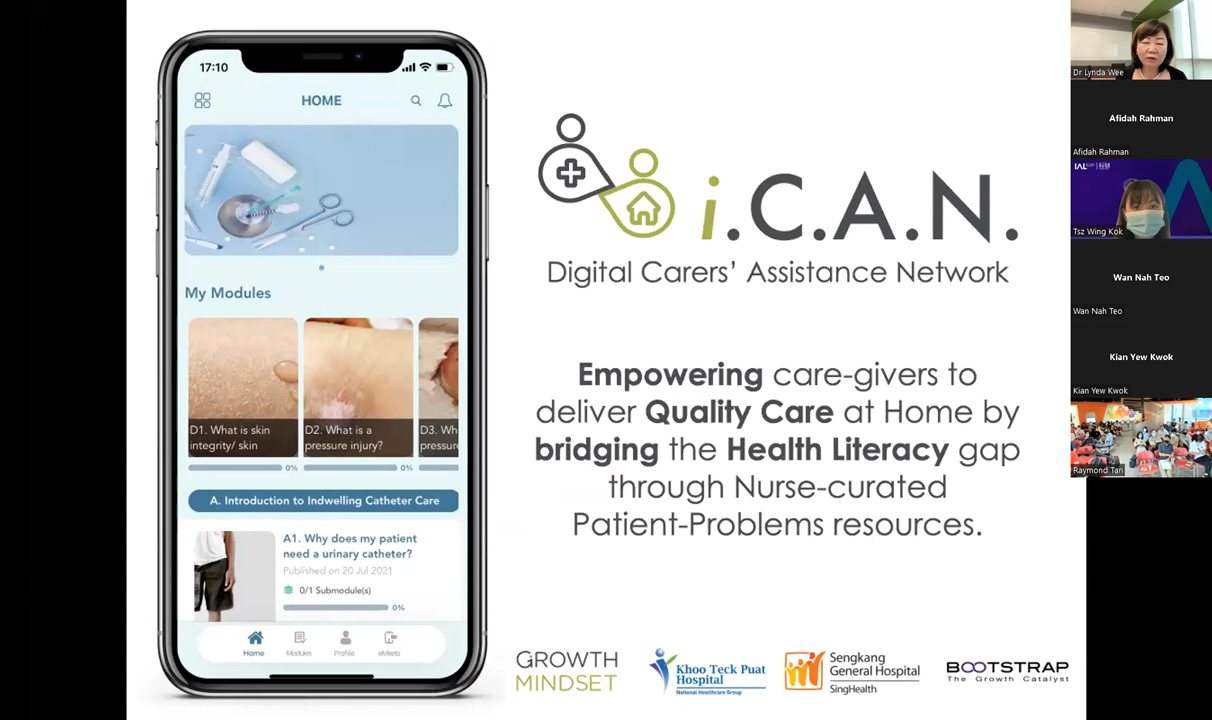 17:10
HOME
My Modules
D1. What is skin
integrity/ skin
D2. What is a
pressure injury?
D3. Wh
pressure
0%
0%
A. Introduction to Indwelling Catheter Care
A1. Why does my patient
need a urinary catheter?
Published on 20 Jul 2021
0/1 Submodule(s)
0%
Home
Modules
Profile
eMeets
i.C.A.N.
Digital Carers’ Assistance Network
Empowering care-givers to
deliver Quality Care at Home by
bridging the Health Literacy gap
through Nurse-curated
Patient-Problems resources.
GROWTH
MINDSET
Khoo Teck Puat
Hospital
National Healthcare Group
Sengkang
General Hospital
SingHealth
BOOTSTRAP
The Growth Catalyst
Dr Lynda Wee
Afidah Rahman
Afidah Rahman
IAL
Tsz Wing Kok
Wan Nah Teo
Wan Nah Teo
Kian Yew Kwok
Kian Yew Kwok
Raymond Tan